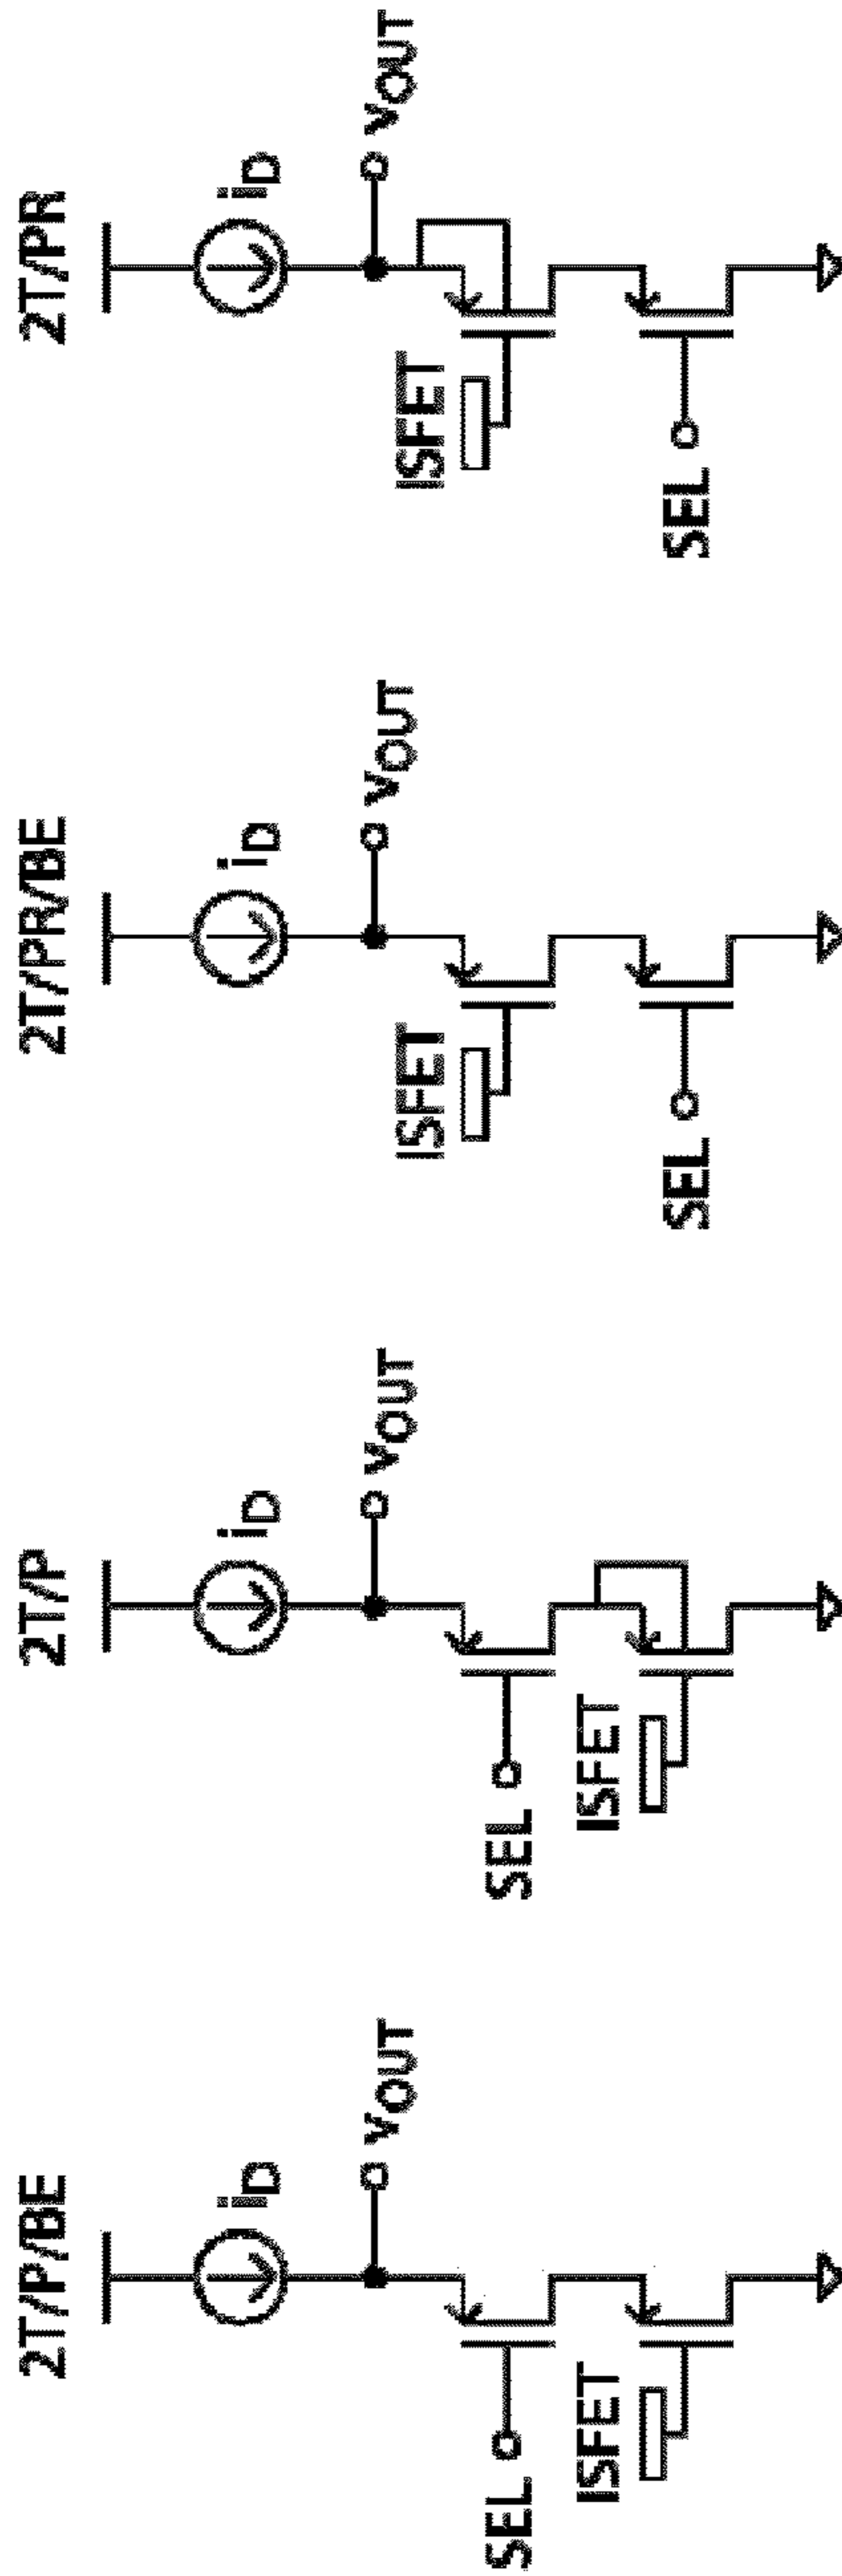 2T/P/BE
iD
VOUT
SEL
ISFET
2T/P
iD
VOUT
SEL
ISFET
2T/PR/BE
iD
VOUT
ISFET
SEL
2T/PR
iD
VOUT
ISFET
SEL